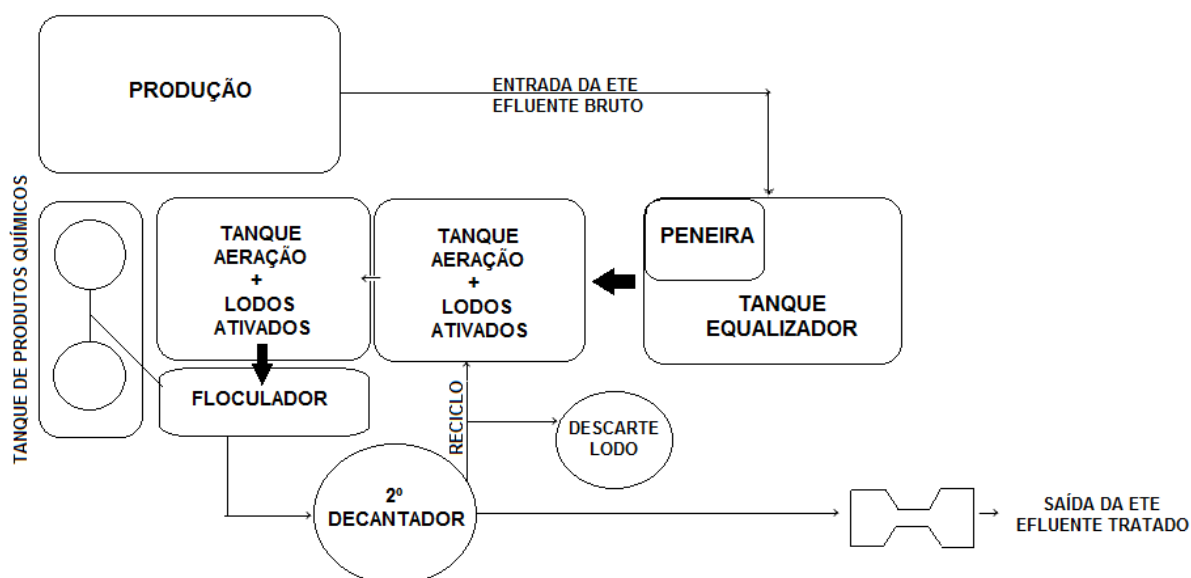 PRODUÇÃO
ENTRADA DA ETE
EFLUENTE BRUTO
TANQUE DE PRODUTOS QUÍMICOS
TANQUE
AERAÇÃO
+
LODOS
ATIVADOS
TANQUE
AERAÇÃO
+
LODOS
ATIVADOS
PENEIRA
TANQUE
EQUALIZADOR
FLOCULADOR
RECICLO
DESCARTE
LODO
2º
DECANTADOR
SAÍDA DA ETE
EFLUENTE TRATADO